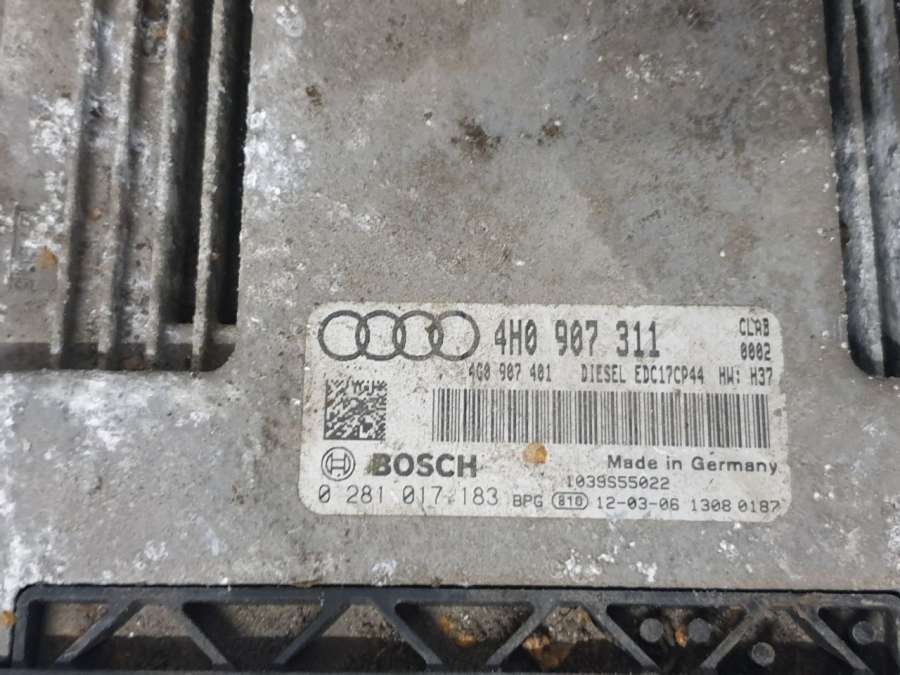 4H0 907 311 CLAB
0002
4G0 907 401 DIESEL EDC17CP44 HW: H37
BOSCH Made in Germany
1039S55022
0 281 017 183 BPG 810 12-03-06 1308 0187